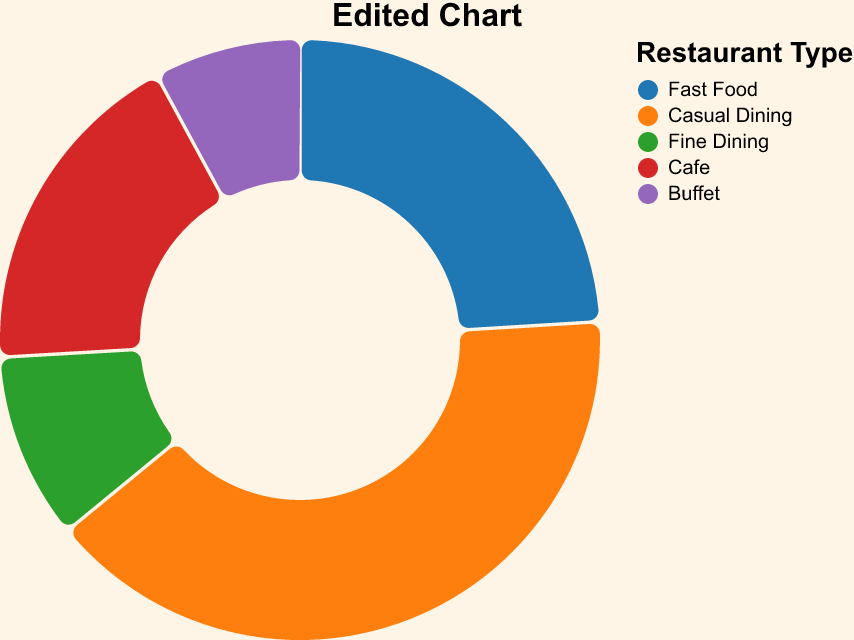 Edited Chart
Restaurant Type
Fast Food
Casual Dining
Fine Dining
Cafe
Buffet